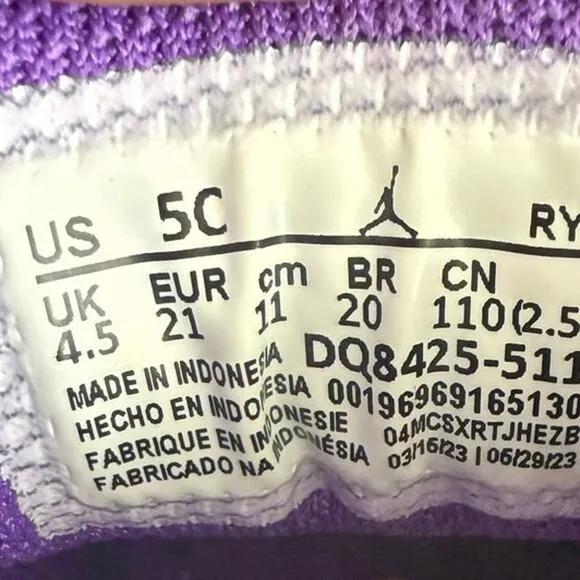 US 5C RY
UK EUR cm BR CN
4.5 21 11 20 110(2.5
DQ8425-511
MADE IN INDONESIA
HECHO EN INDONESIA
FABRIQUE EN INDONESIE
FABRICADO NA INDONÉSIA
00196969165130
04MCSXRTJHEZB
03/16/23 | 06/29/23